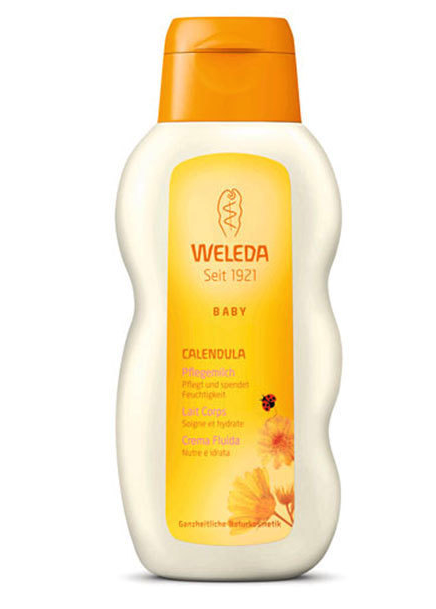 WELEDA
Seit 1921
BABY
CALENDULA
Pflegemilch
Pflegt und spendet
Feuchtigkeit
Lait Corps
Soigne et hydrate
Crema Fluida
Nutre e idrata
Ganzheitliche Naturkosmetik